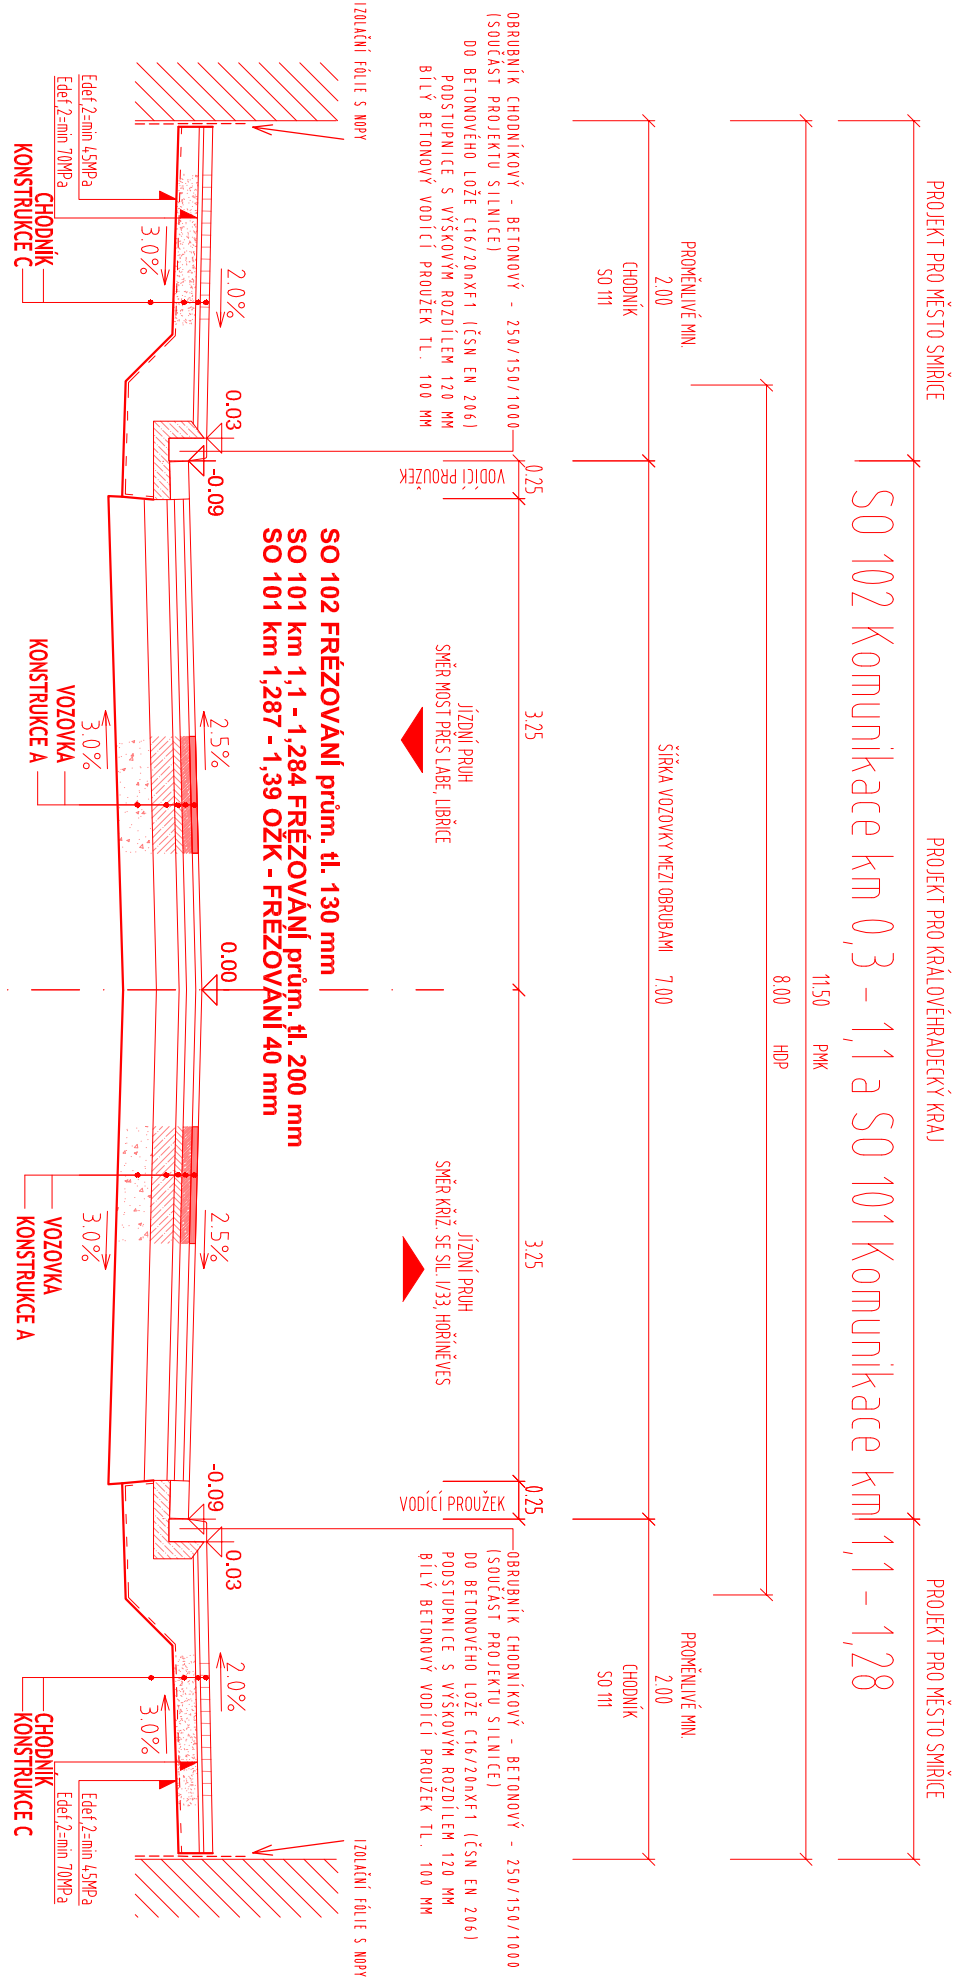 PROJEKT PRO MĚSTO SMIŘICE
PROJEKT PRO KRÁLOVÉHRADECKÝ KRAJ
PROJEKT PRO MĚSTO SMIŘICE
SO 102 Komunikace km 0,3 - 1,1 a SO 101 Komunikace km 1,1 - 1,28
11.50 PMK
8.00 HDP
PROMĚNLIVÉ MIN.
2.00
CHODNÍK
SO 111
ŠÍŘKA VOZOVKY MEZI OBRUBAMI 7.00
PROMĚNLIVÉ MIN.
2.00
CHODNÍK
SO 111
0.25
3.25
3.25
0.25
OBRUBNÍK CHODNÍKOVÝ - BETONOVÝ - 250/150/1000
(SOUČÁST PROJEKTU SILNICE)
DO BETONOVÉHO LOŽE C16/20nXF1 (ČSN EN 206)
PODSTUPNICE S VÝŠKOVÝM ROZDÍLEM 120 MM
BÍLÝ BETONOVÝ VODÍCÍ PROUŽEK TL. 100 MM
VODÍCÍ PROUŽEK
JÍZDNÍ PRUH
SMĚR MOST PŘES LABE, LIBŘICE
JÍZDNÍ PRUH
SMĚR KŘIŽ. SE SIL. I/33, HOŘINĚVES
VODÍCÍ PROUŽEK
OBRUBNÍK CHODNÍKOVÝ - BETONOVÝ - 250/150/1000
(SOUČÁST PROJEKTU SILNICE)
DO BETONOVÉHO LOŽE C16/20nXF1 (ČSN EN 206)
PODSTUPNICE S VÝŠKOVÝM ROZDÍLEM 120 MM
BÍLÝ BETONOVÝ VODÍCÍ PROUŽEK TL. 100 MM
IZOLAČNÍ FÓLIE S NOPY
IZOLAČNÍ FÓLIE S NOPY
SO 102 FRÉZOVÁNÍ prům. tl. 130 mm
SO 101 km 1,1 - 1,284 FRÉZOVÁNÍ prům. tl. 200 mm
SO 101 km 1,287 - 1,39 OŽK - FRÉZOVÁNÍ 40 mm
2.0%
0.03
-0.09
2.5%
0.00
2.5%
-0.09
0.03
2.0%
3.0%
3.0%
3.0%
3.0%
Edef,2=min 45MPa
Edef,2=min 70MPa
CHODNÍK
KONSTRUKCE C
VOZOVKA
KONSTRUKCE A
VOZOVKA
KONSTRUKCE A
CHODNÍK
KONSTRUKCE C
Edef,2=min 45MPa
Edef,2=min 70MPa